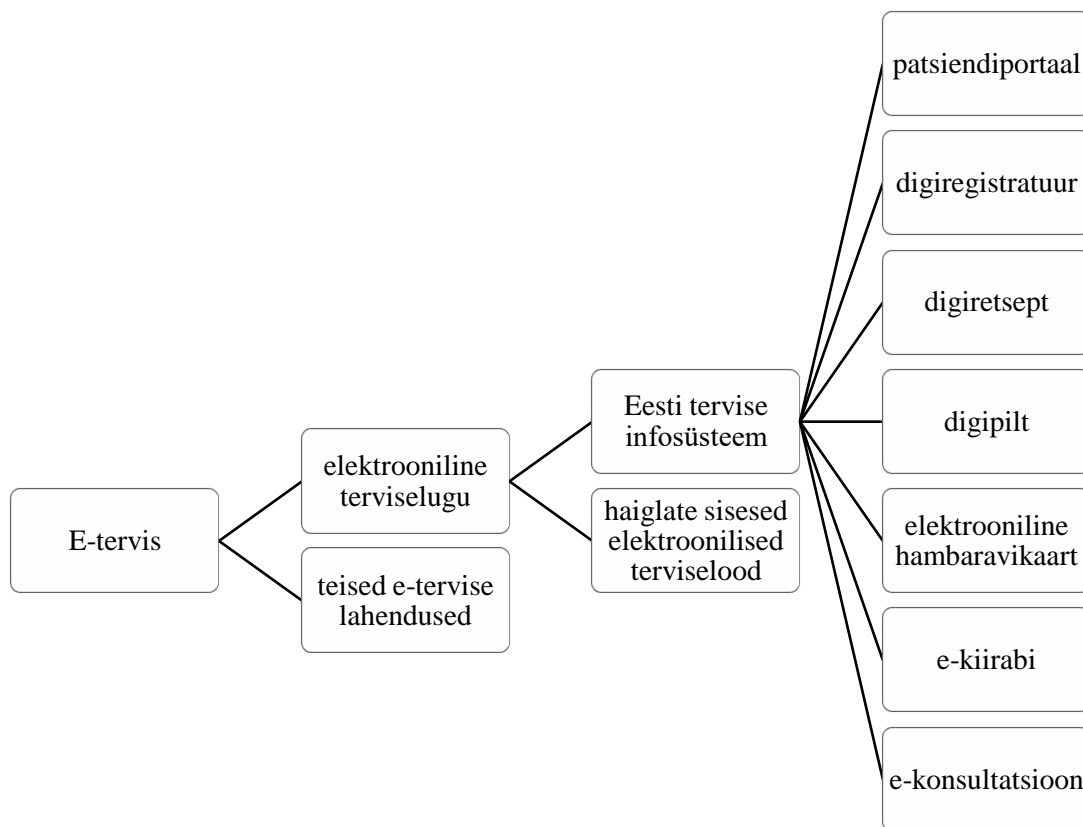 E-tervis
elektrooniline
terviselugu
teised e-tervise
lahendused
Eesti tervise
infosüsteem
haiglate sisesed
elektroonilised
terviselood
patsiendiportaal
digiregistratuur
digiretsept
digipilt
elektrooniline
hambaravikaart
e-kiirabi
e-konsultatsioon